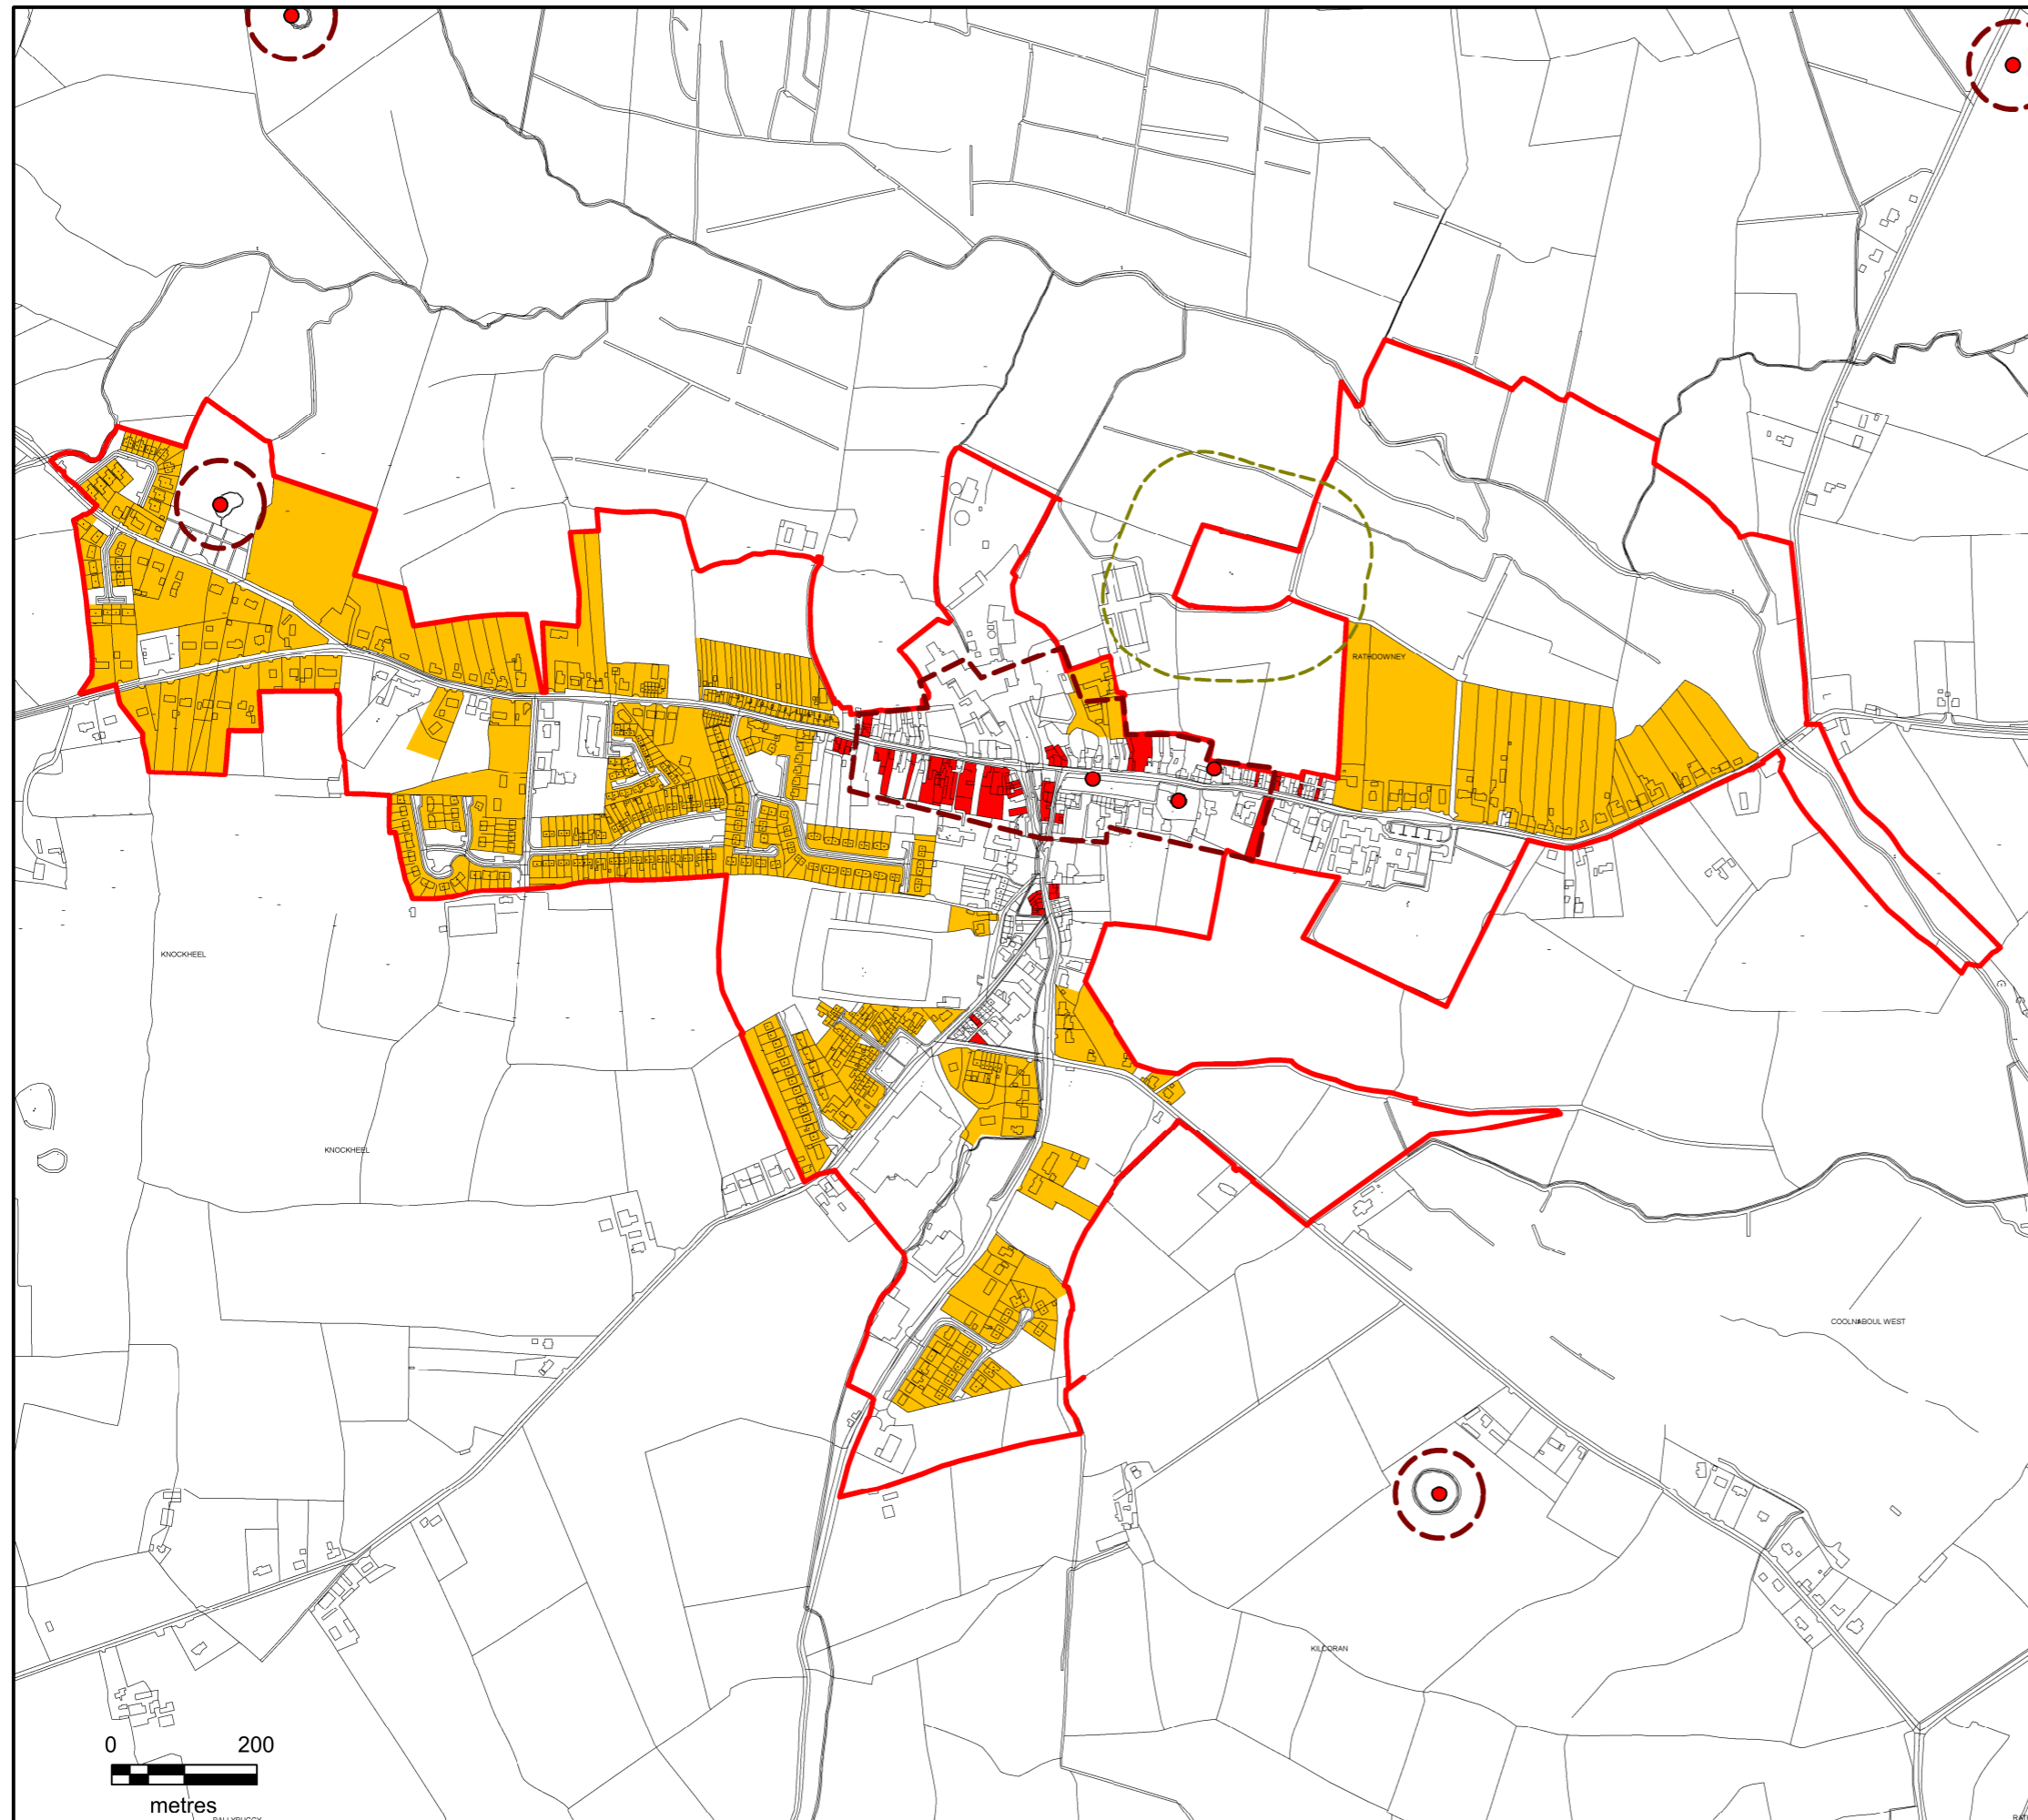 RATHDOWNEY
KNOCKHEEL
KNOCKHEEL
COOLNABOUL WEST
KILCORAN
0 200
metres